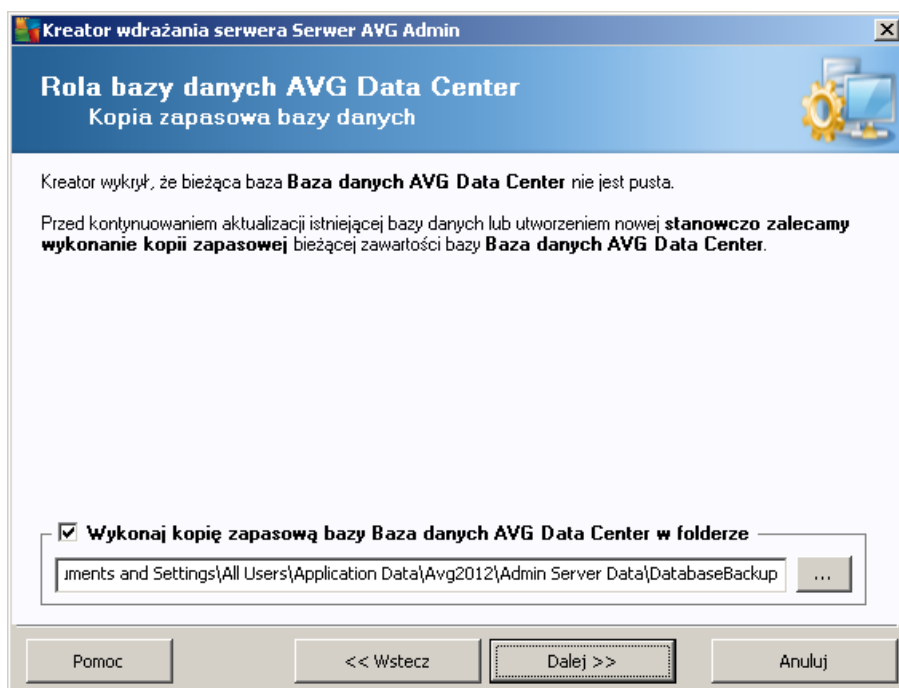 Kreator wdrażania serwera Serwer AVG Admin
Rola bazy danych AVG Data Center
Kopia zapasowa bazy danych
Kreator wykrył, że bieżąca baza Baza danych AVG Data Center nie jest pusta.
Przed kontynuowaniem aktualizacji istniejącej bazy danych lub utworzeniem nowej stanowczo zalecamy
wykonanie kopii zapasowej bieżącej zawartości bazy Baza danych AVG Data Center.
Wykonaj kopię zapasową bazy Baza danych AVG Data Center w folderze
uments and Settings\All Users\Application Data\Avg2012\Admin Server Data\DatabaseBackup
...
Pomoc
<< Wstecz
Dalej >>
Anuluj